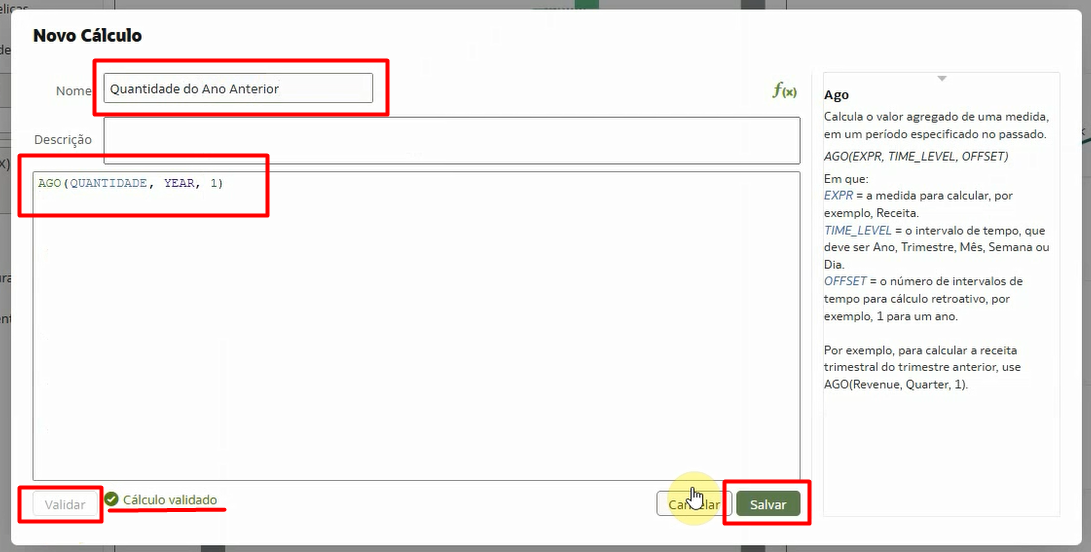 elicas
Novo Cálculo
Nome
Quantidade do Ano Anterior
f(x)
Descrição
AGO(QUANTIDADE, YEAR, 1)
Ago
Calcula o valor agregado de uma medida,
em um período especificado no passado.
AGO(EXPR, TIME_LEVEL, OFFSET)
Em que:
EXPR = a medida para calcular, por
exemplo, Receita.
TIME_LEVEL = o intervalo de tempo, que
deve ser Ano, Trimestre, Mês, Semana ou
Dia.
OFFSET = o número de intervalos de
tempo para cálculo retroativo, por
exemplo, 1 para um ano.
Por exemplo, para calcular a receita
trimestral do trimestre anterior, use
AGO(Revenue, Quarter, 1).
Validar
Cálculo validado
Cancelar
Salvar